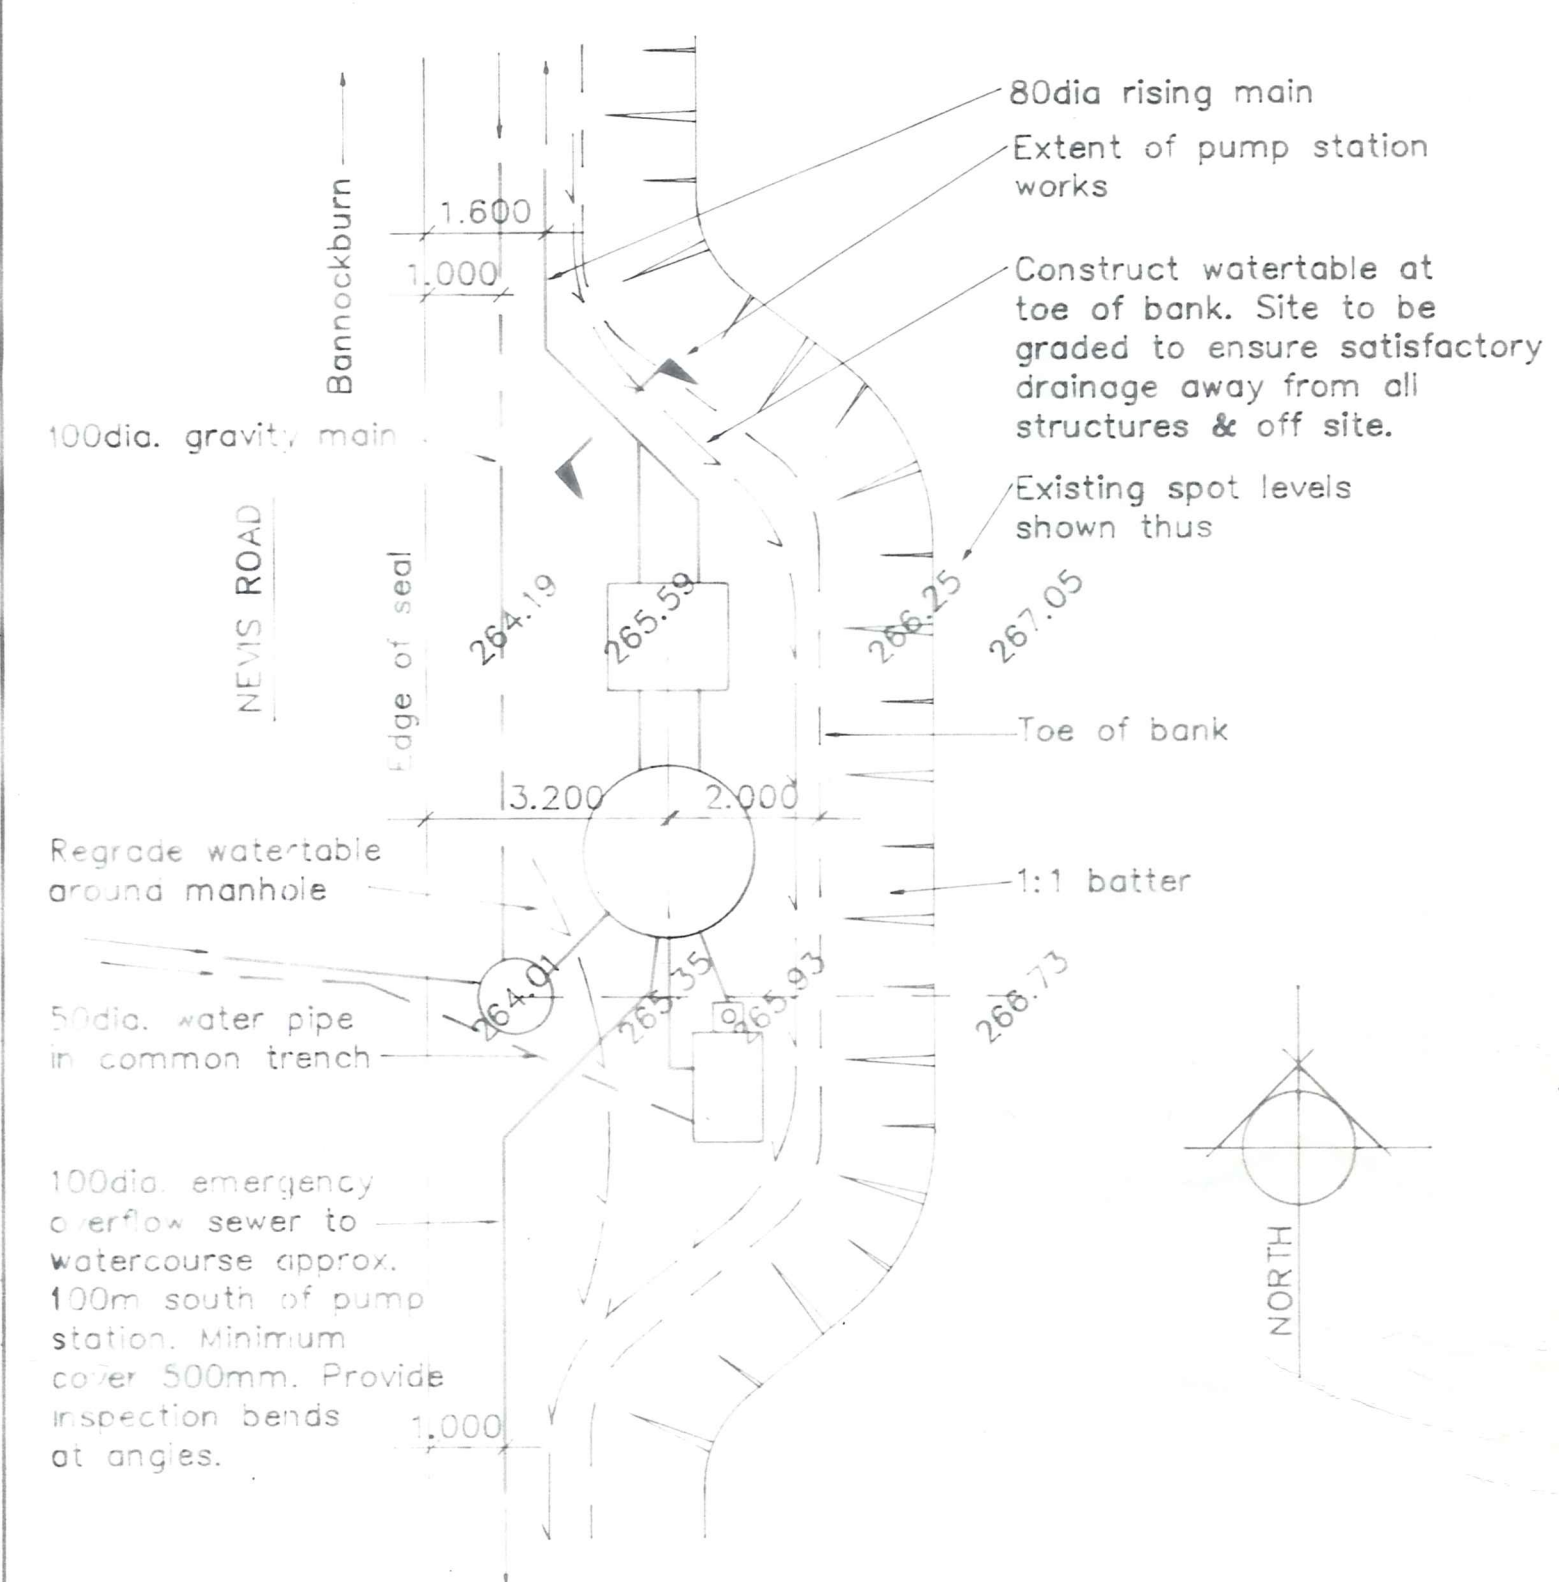 80dia rising main
Extent of pump station
works
1.600
1.000
Bannockburn
Construct watertable at
toe of bank. Site to be
graded to ensure satisfactory
drainage away from all
structures & off site.
100dia. gravity main
Existing spot levels
shown thus
NEVIS ROAD
Edge of seal
264.19
265.59
266.25
267.05
Toe of bank
3.200
2.000
Regrade watertable
around manhole
1:1 batter
264.01
265.35
265.93
266.73
50dia. water pipe
in common trench
100dia. emergency
overflow sewer to
watercourse approx.
100m south of pump
station. Minimum
cover 500mm. Provide
inspection bends
at angles.
1.000
NORTH